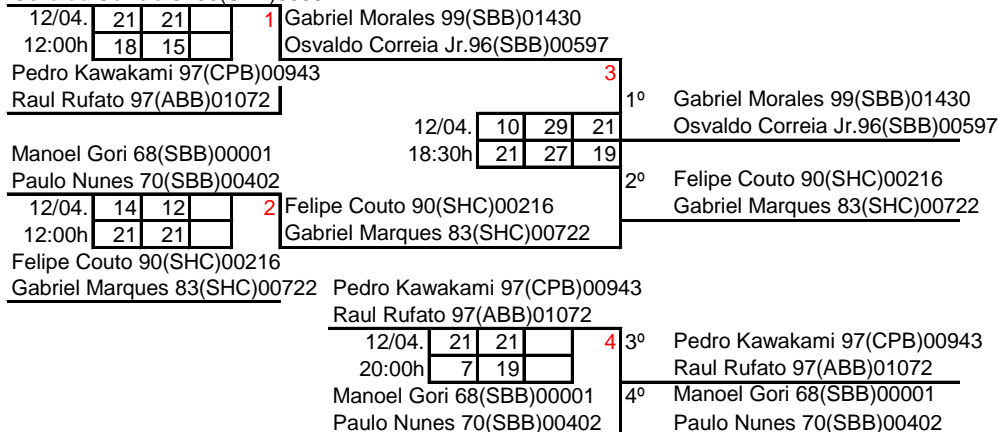 12/04. 21 21 1 Gabriel Morales 99(SBB)01430
12:00h 18 15 Osvaldo Correia Jr.96(SBB)00597
Pedro Kawakami 97(CPB)00943 3
Raul Rufato 97(ABB)01072 1º Gabriel Morales 99(SBB)01430
12/04. 10 29 21 Osvaldo Correia Jr.96(SBB)00597
Manoel Gori 68(SBB)00001 18:30h 21 27 19
Paulo Nunes 70(SBB)00402 2º Felipe Couto 90(SHC)00216
12/04. 14 12 2 Felipe Couto 90(SHC)00216 Gabriel Marques 83(SHC)00722
12:00h 21 21 Gabriel Marques 83(SHC)00722
Felipe Couto 90(SHC)00216
Gabriel Marques 83(SHC)00722 Pedro Kawakami 97(CPB)00943
Raul Rufato 97(ABB)01072
12/04. 21 21 4 3º Pedro Kawakami 97(CPB)00943
20:00h 7 19 Raul Rufato 97(ABB)01072
Manoel Gori 68(SBB)00001 4º Manoel Gori 68(SBB)00001
Paulo Nunes 70(SBB)00402 Paulo Nunes 70(SBB)00402